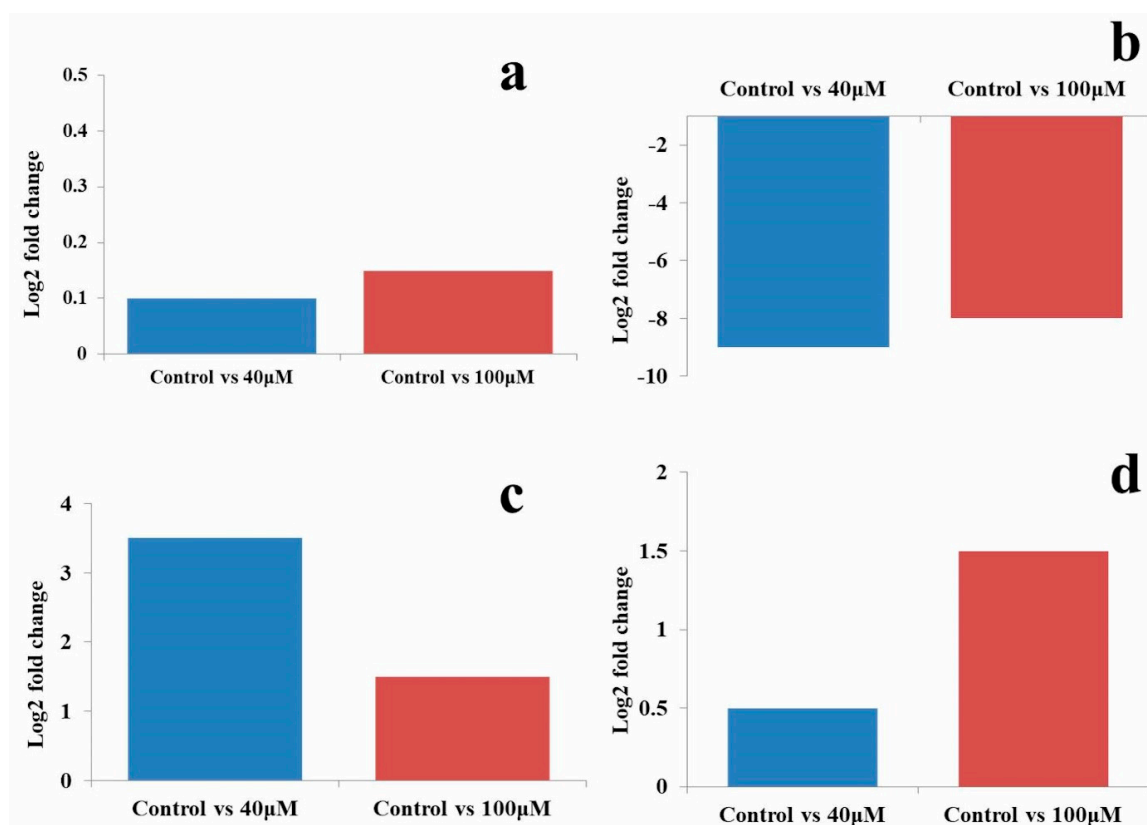 a
Log2 fold change
0.5
0.4
0.3
0.2
0.1
0
Control vs 40µM
Control vs 100µM
b
Control vs 40µM
Control vs 100µM
Log2 fold change
-2
-4
-6
-8
-10
c
Log2 fold change
4
3
2
1
0
Control vs 40µM
Control vs 100µM
d
Log2 fold change
2
1.5
1
0.5
0
Control vs 40µM
Control vs 100µM